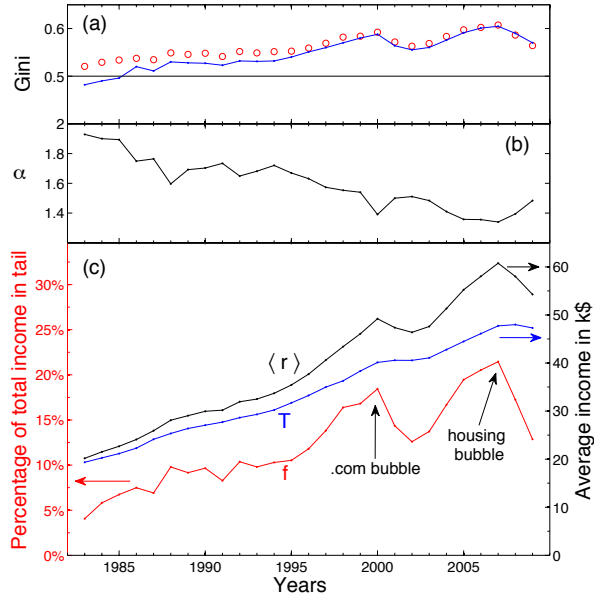 (a)
Gini
0.6
0.5
2
(b)
α
1.8
1.6
1.4
(c)
Percentage of total income in tail
30%
25%
20%
15%
10%
5%
0%
⟨ r ⟩
T
f
.com bubble
housing
bubble
60
50
40
30
20
10
0
Average income in k$
1985 1990 1995 2000 2005
Years